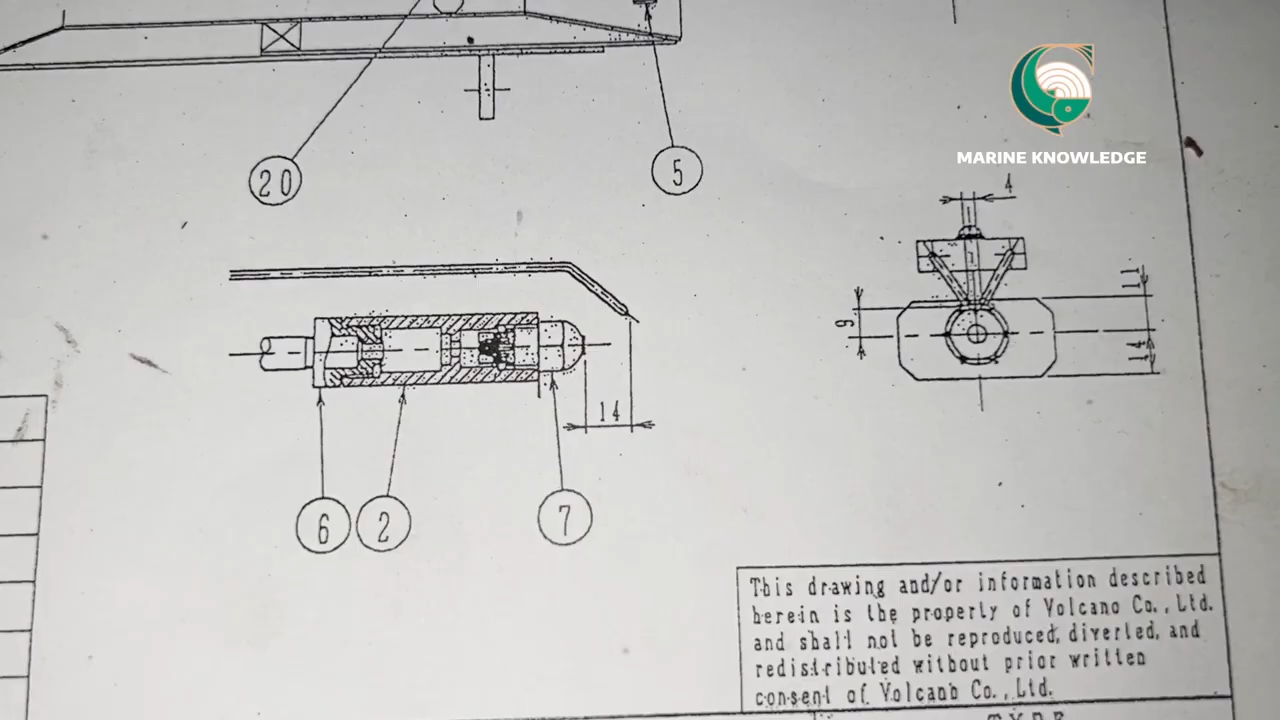 MARINE KNOWLEDGE
20
5
4
11
9
14
14
6
2
7
This drawing and/or information described
herein is the property of Volcano Co., Ltd.
and shall not be reproduced, diverted, and
redistributed without prior written
consent of Volcano Co., Ltd.
TYPE